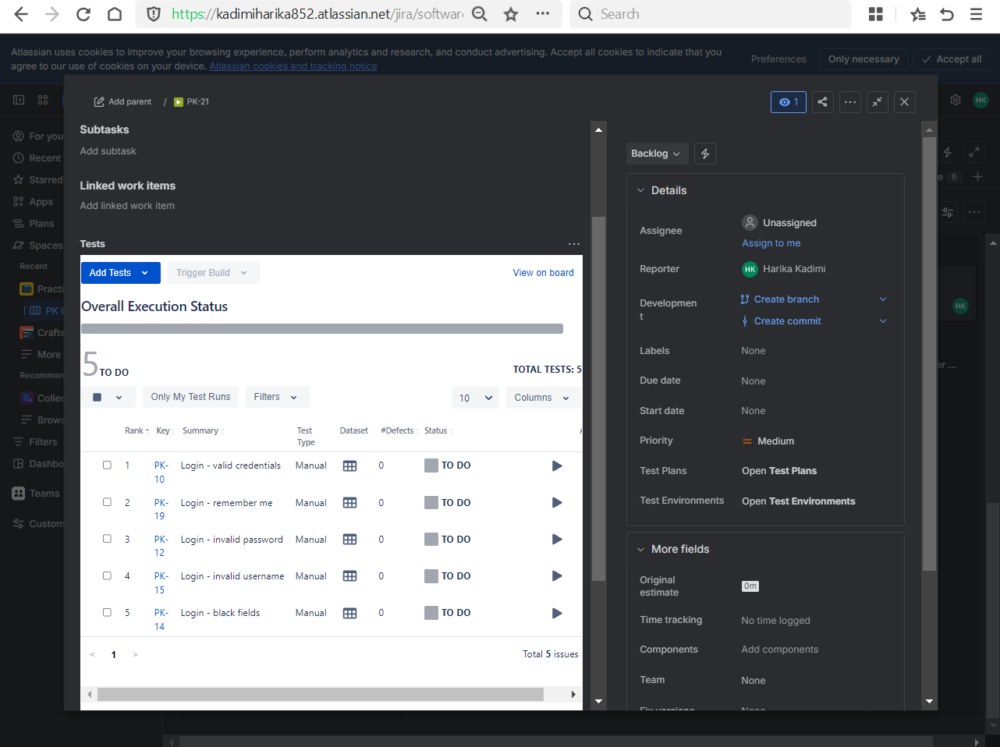 https://kadimiharika852.atlassian.net/jira/software
Search
Atlassian uses cookies to improve your browsing experience, perform analytics and research, and conduct advertising. Accept all cookies to indicate that you
agree to our use of cookies on your device. Atlassian cookies and tracking notice
Preferences
Only necessary
Accept all
Add parent / PK-21
1
HK
For you
Recent
Starred
Apps
Plans
Spaces
Recent
Practi
PK b
Crafts
More
Recommen
Collec
Brows
Filters
Dashbo
Teams
Custom
Subtasks
Add subtask
Linked work items
Add linked work item
Tests
Add Tests
Trigger Build
View on board
Overall Execution Status
5 TO DO
TOTAL TESTS: 5
Only My Test Runs
Filters
10
Columns
Rank Key Summary Test Type Dataset #Defects Status A
1 PK-10 Login - valid credentials Manual 0 TO DO
2 PK-19 Login - remember me Manual 0 TO DO
3 PK-12 Login - invalid password Manual 0 TO DO
4 PK-15 Login - invalid username Manual 0 TO DO
5 PK-14 Login - black fields Manual 0 TO DO
< 1 >
Total 5 issues
Backlog
Details
Assignee
Unassigned
Assign to me
Reporter
HK Harika Kadimi
Developmen
t
Create branch
Create commit
Labels
None
Due date
None
Start date
None
Priority
Medium
Test Plans
Open Test Plans
Test Environments
Open Test Environments
More fields
Original
estimate
0m
Time tracking
No time logged
Components
Add components
Team
None
Fix versions
None
e 6
HK
er ...